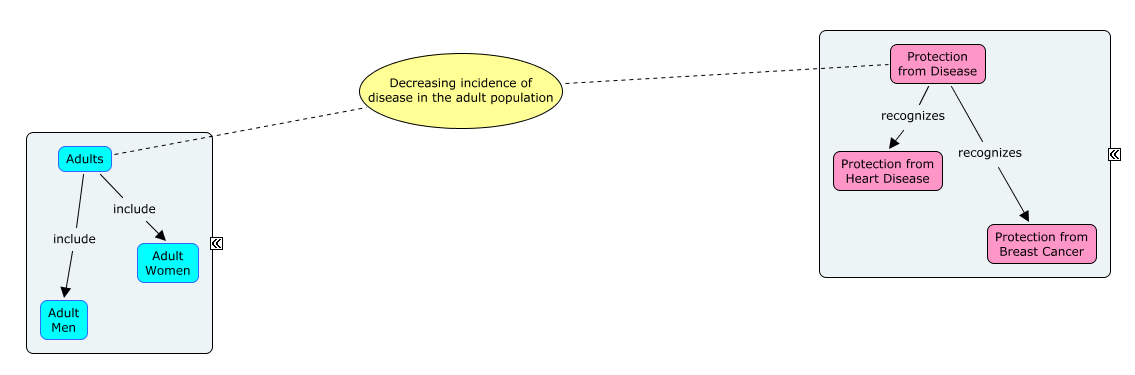 Decreasing incidence of
disease in the adult population
Adults
include
include
Adult
Women
Adult
Men
Protection
from Disease
recognizes
recognizes
Protection from
Heart Disease
Protection from
Breast Cancer